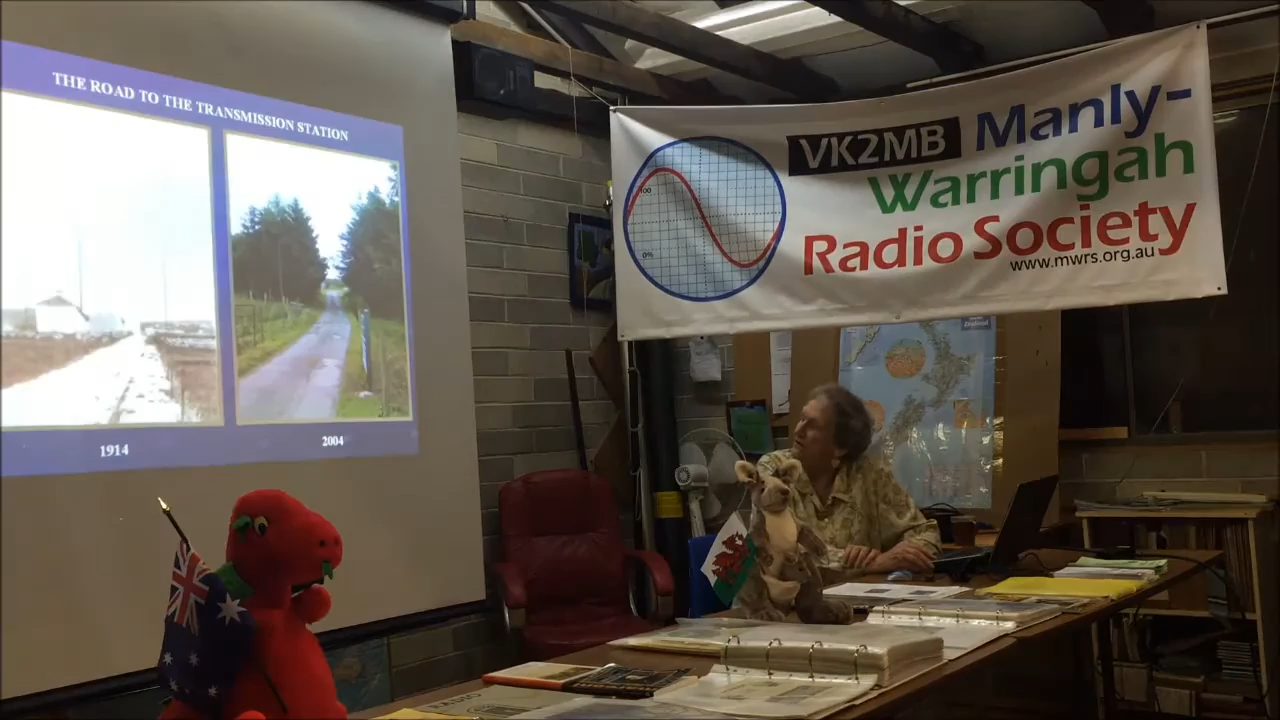 THE ROAD TO THE TRANSMISSION STATION
1914
2004
VK2MB Manly-
Warringah
Radio Society
www.mwrs.org.au
100
0%